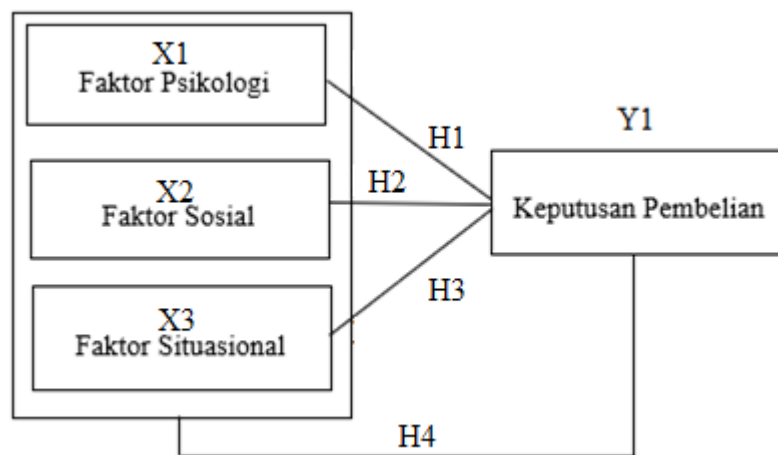 X1
Faktor Psikologi
H1
Y1
X2
Faktor Sosial
H2
Keputusan Pembelian
X3
Faktor Situasional
H3
H4